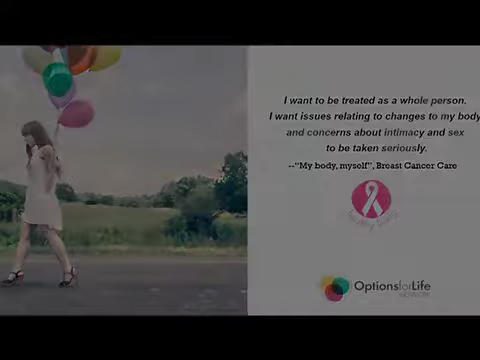 I want to be treated as a whole person.
I want issues relating to changes to my body
and concerns about intimacy and sex
to be taken seriously.
--"My body, myself", Breast Cancer Care
OptionsforLife